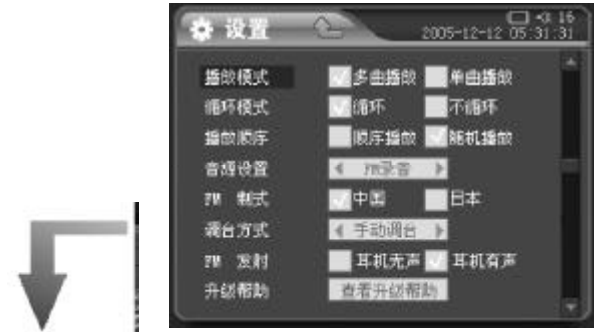 设置
16
2005-12-12 05:31:31
播放模式 多曲播放 单曲播放
循环模式 循环 不循环
播放顺序 顺序播放 随机播放
音频设置 FM录音
FM 制式 中国 日本
调台方式 手动调台
FM 发射 耳机无声 耳机有声
升级帮助 查看升级帮助